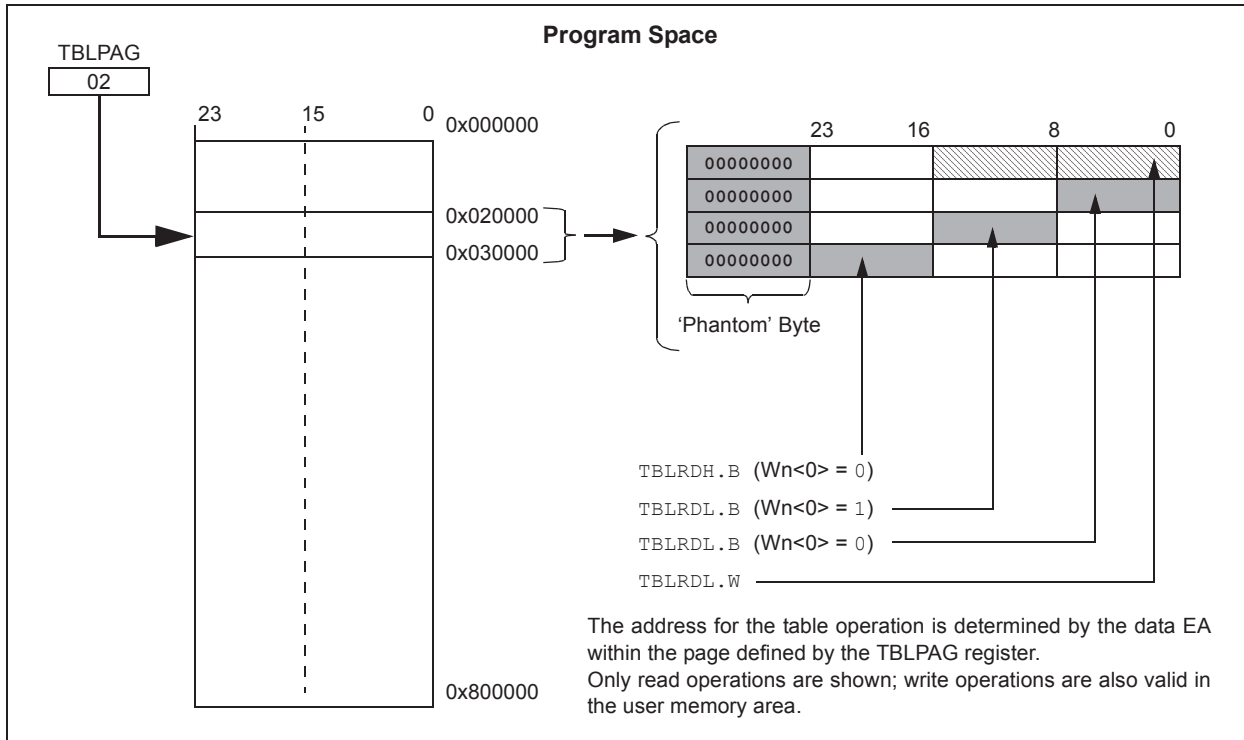 Program Space
TBLPAG
02
23 15 0
0x000000
0x020000
0x030000
0x800000
23 16 8 0
00000000
00000000
00000000
00000000
‘Phantom’ Byte
TBLRDH.B (Wn<0> = 0)
TBLRDL.B (Wn<0> = 1)
TBLRDL.B (Wn<0> = 0)
TBLRDL.W
The address for the table operation is determined by the data EA
within the page defined by the TBLPAG register.
Only read operations are shown; write operations are also valid in
the user memory area.